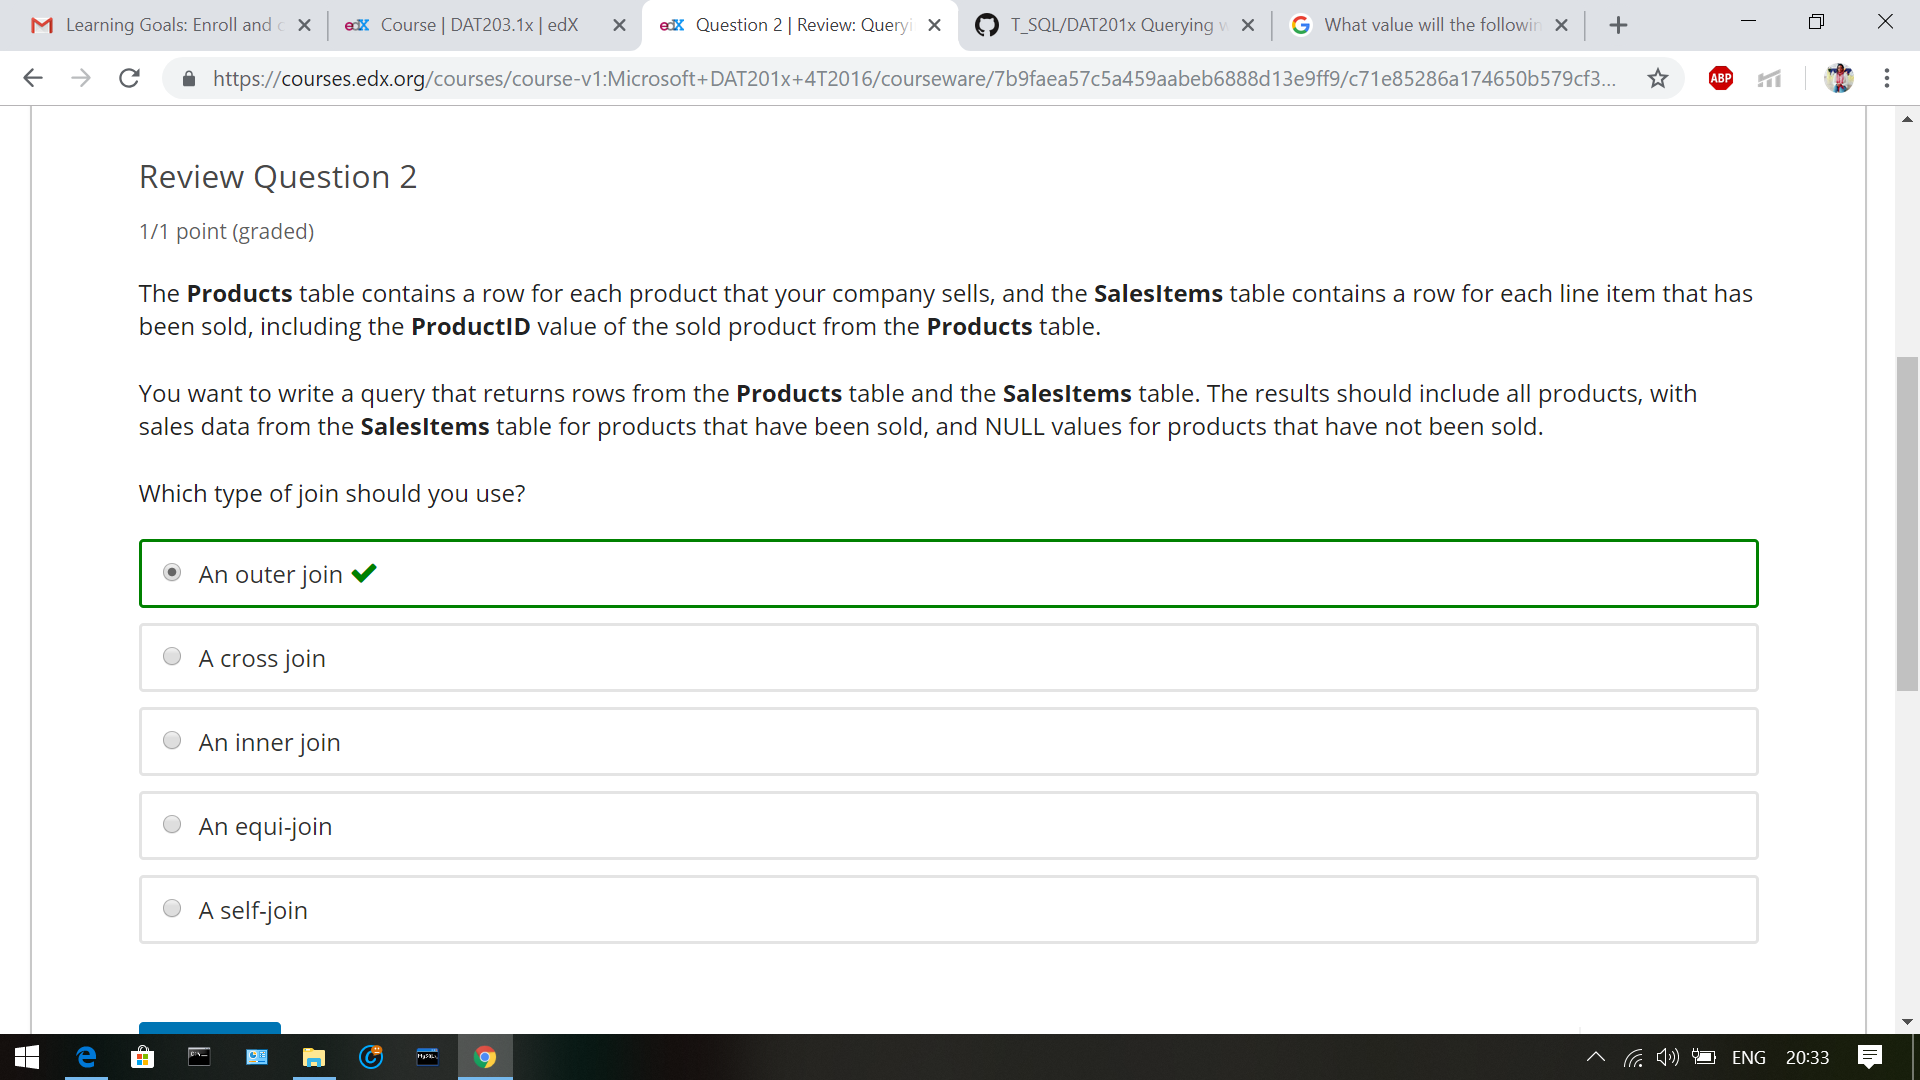 Learning Goals: Enroll and
edX Course | DAT203.1x | edX
edX Question 2 | Review: Query
T_SQL/DAT201x Querying
G What value will the followin
https://courses.edx.org/courses/course-v1:Microsoft+DAT201x+4T2016/courseware/7b9faea57c5a459aabeb6888d13e9ff9/c71e85286a174650b579cf3...
ABP
Review Question 2
1/1 point (graded)
The Products table contains a row for each product that your company sells, and the SalesItems table contains a row for each line item that has
been sold, including the ProductID value of the sold product from the Products table.
You want to write a query that returns rows from the Products table and the SalesItems table. The results should include all products, with
sales data from the SalesItems table for products that have been sold, and NULL values for products that have not been sold.
Which type of join should you use?
An outer join
A cross join
An inner join
An equi-join
A self-join
ENG
20:33